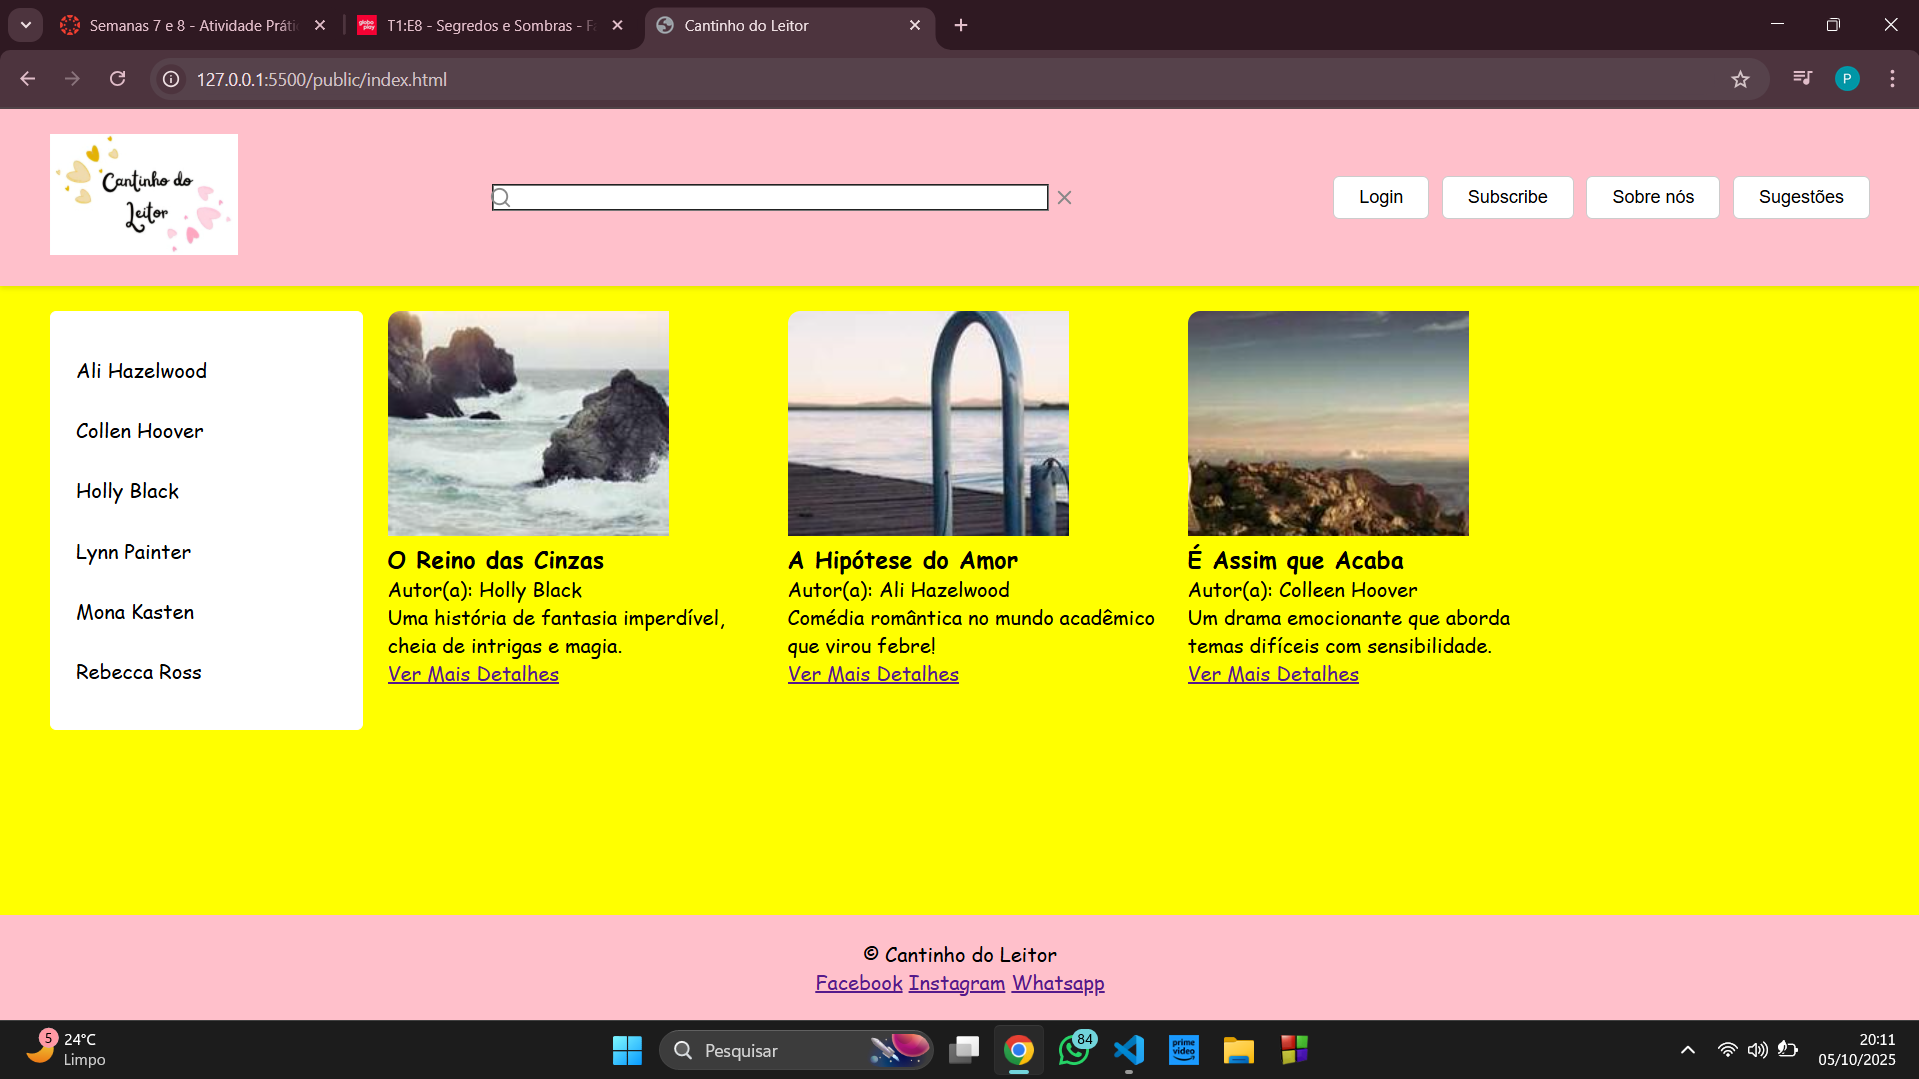 Semanas 7 e 8 - Atividade Práti
T1:E8 - Segredos e Sombras - F
Cantinho do Leitor
127.0.0.1:5500/public/index.html
P
Cantinho do
Leitor
Login
Subscribe
Sobre nós
Sugestões
Ali Hazelwood
Collen Hoover
Holly Black
Lynn Painter
Mona Kasten
Rebecca Ross
O Reino das Cinzas
Autor(a): Holly Black
Uma história de fantasia imperdível,
cheia de intrigas e magia.
Ver Mais Detalhes
A Hipótese do Amor
Autor(a): Ali Hazelwood
Comédia romântica no mundo acadêmico
que virou febre!
Ver Mais Detalhes
É Assim que Acaba
Autor(a): Colleen Hoover
Um drama emocionante que aborda
temas difíceis com sensibilidade.
Ver Mais Detalhes
© Cantinho do Leitor
Facebook Instagram Whatsapp
5
24°C
Limpo
Pesquisar
84
prime video
20:11
05/10/2025